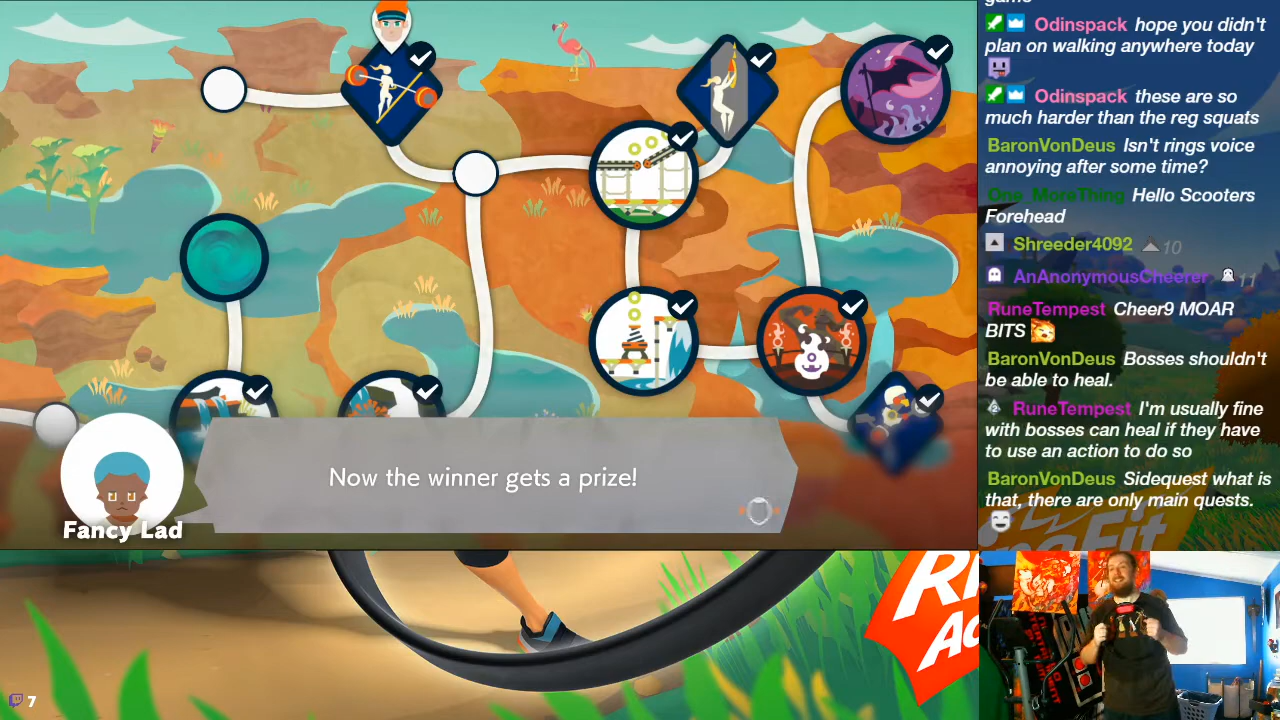 game
Odinspack hope you didn't
plan on walking anywhere today
Odinspack these are so
much harder than the reg squats
BaronVonDeus Isn't rings voice
annoying after some time?
One_MoreThing Hello Scooters
Forehead
Shreeder4092 10
AnAnonymousCheerer 11
RuneTempest Cheer9 MOAR
BITS
BaronVonDeus Bosses shouldn't
be able to heal.
RuneTempest I'm usually fine
with bosses can heal if they have
to use an action to do so
BaronVonDeus Sidequest what is
that, there are only main quests.
Now the winner gets a prize!
Fancy Lad
7